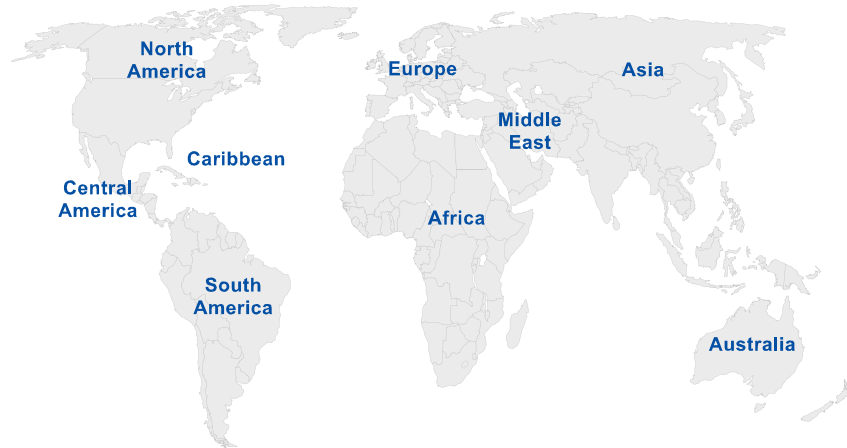 North
America
Europe
Asia
Middle
East
Caribbean
Central
America
Africa
South
America
Australia